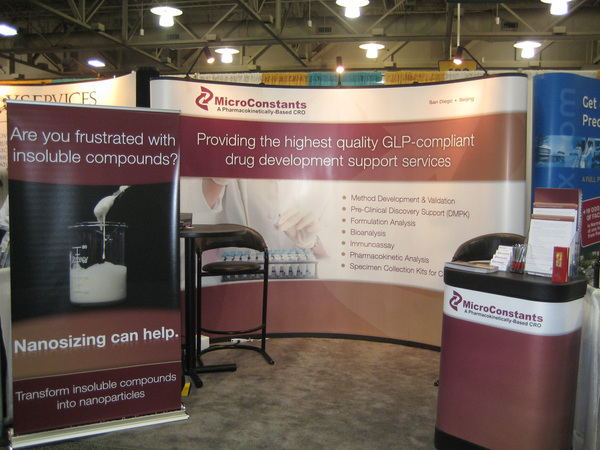 SERVICES
Are you frustrated with
insoluble compounds?
Nanosizing can help.
Transform insoluble compounds
into nanoparticles
MicroConstants
A Pharmacokinetically-Based CRO
San Diego • Beijing
Providing the highest quality GLP-compliant
drug development support services
• Method Development & Validation
• Pre-Clinical Discovery Support (DMPK)
• Formulation Analysis
• Bioanalysis
• Immunoassay
• Pharmacokinetic Analysis
• Specimen Collection Kits for
MicroConstants
A Pharmacokinetically-Based CRO
Get